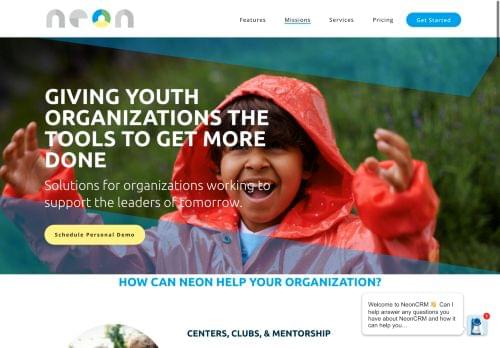 neon
Features
Missions
Services
Pricing
Get Started
GIVING YOUTH
ORGANIZATIONS THE
TOOLS TO GET MORE
DONE
Solutions for organizations working to
support the leaders of tomorrow.
Schedule Personal Demo
HOW CAN NEON HELP YOUR ORGANIZATION?
Welcome to NeonCRM 👋 Can I
help answer any questions you
have about NeonCRM and how it
can help you...
1
CENTERS, CLUBS, & MENTORSHIP